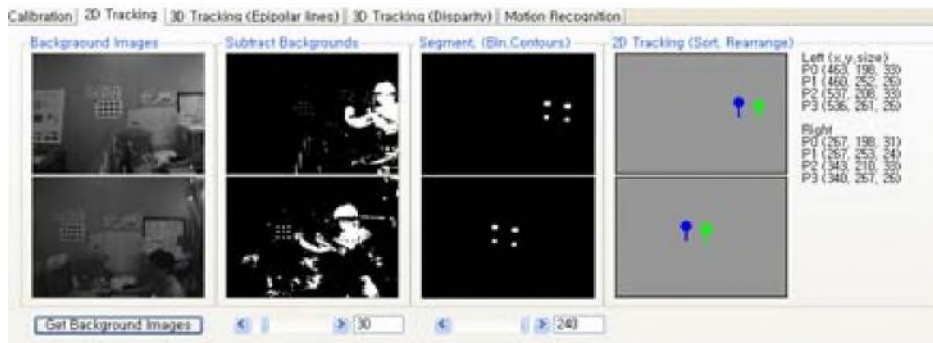 Calibration 2D Tracking 3D Tracking (Epipolar lines) 3D Tracking (Disparity) Motion Recognition
Background Images
Subtract Backgrounds
Segment. (Bin.Contours)
2D Tracking (Sort, Rearrange)
Left (x,y,size)
P0 (463, 198, 33)
P1 (460, 252, 26)
P2 (537, 208, 33)
P3 (536, 261, 26)
Right
P0 (267, 198, 31)
P1 (267, 253, 24)
P2 (343, 210, 33)
P3 (340, 267, 26)
Get Background Images
30
240